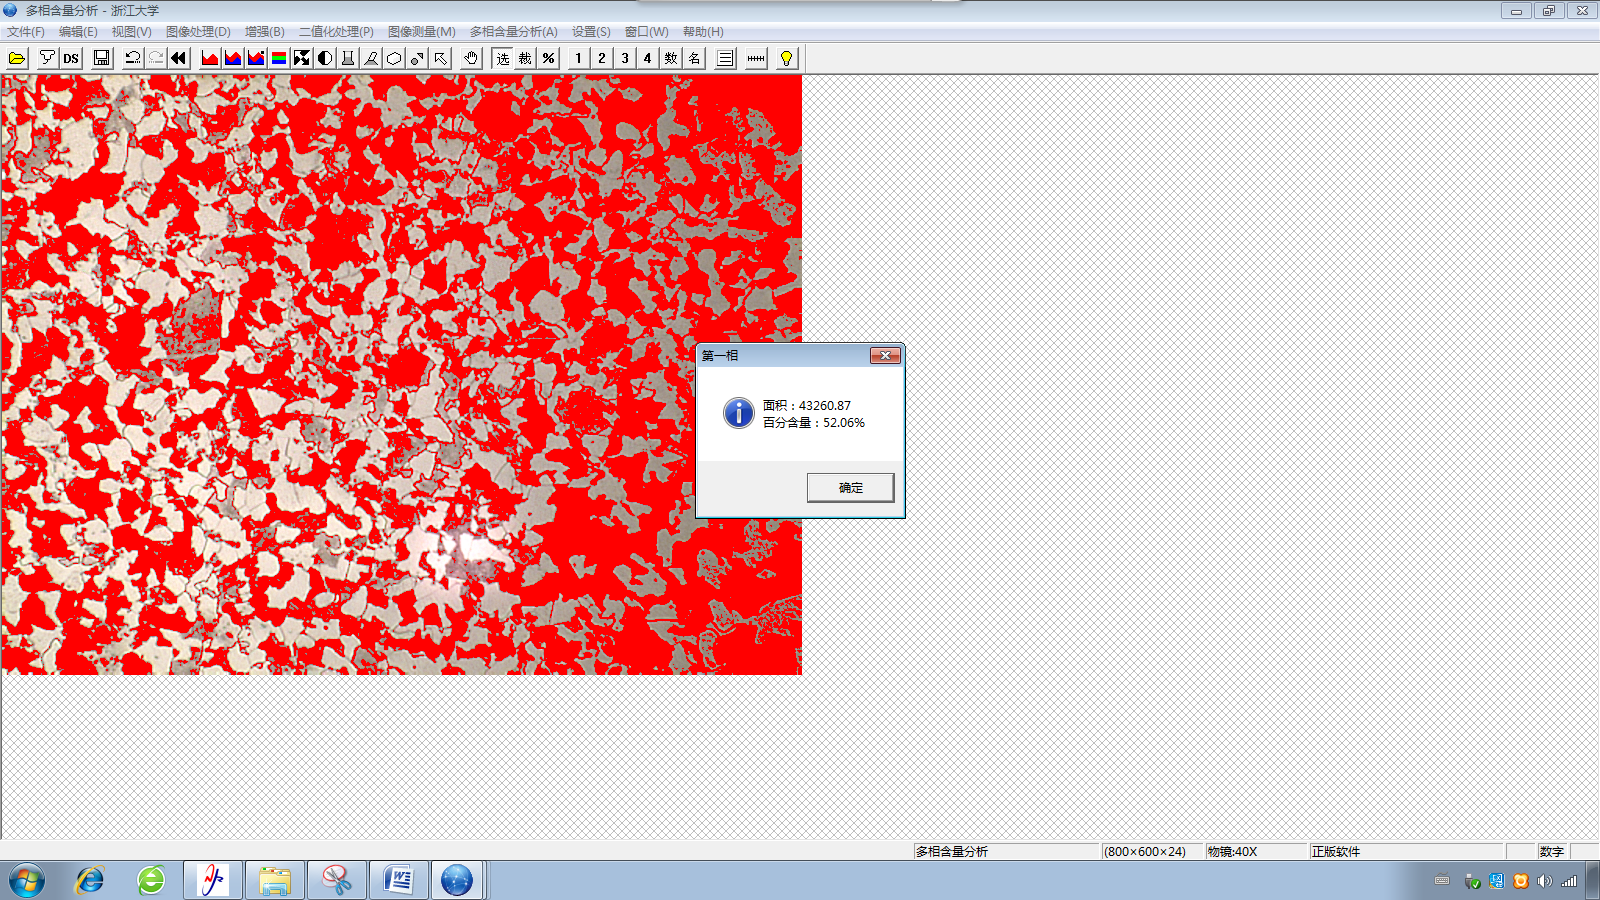 多相含量分析 - 浙江大学
文件(F) 编辑(E) 视图(V) 图像处理(D) 增强(B) 二值化处理(P) 图像测量(M) 多相含量分析(A) 设置(S) 窗口(W) 帮助(H)
DS 选 裁 % 1 2 3 4 数 名
第一相
面积：43260.87
百分含量：52.06%
确定
多相含量分析 (800×600×24) 物镜:40X 正版软件 数字